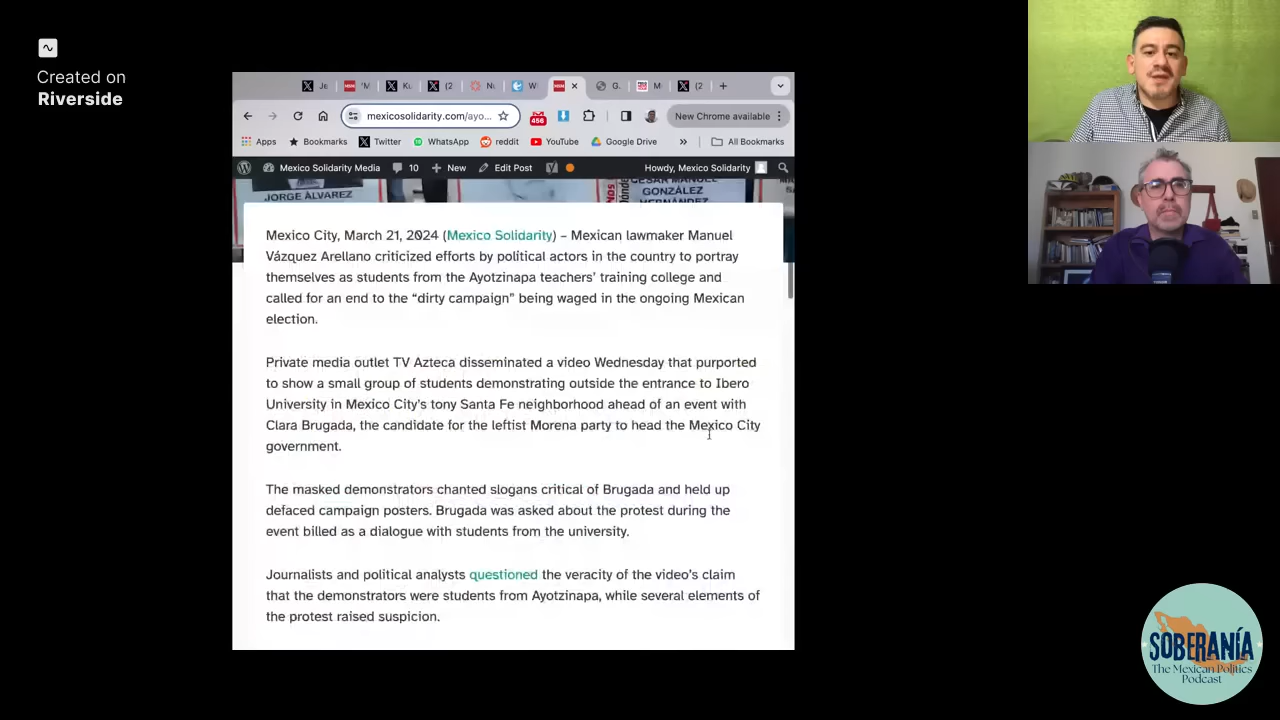 Created on
Riverside
New Chrome available
mexicosolidarity.com/ayo...
456
Apps
Bookmarks
Twitter
WhatsApp
reddit
YouTube
Google Drive
All Bookmarks
Mexico Solidarity Media
10
New
Edit Post
Howdy, Mexico Solidarity
JORGE ÁLVAREZ
CÉSAR MANUEL
GONZÁLEZ
HERNÁNDEZ
Mexico City, March 21, 2024 (Mexico Solidarity) – Mexican lawmaker Manuel
Vázquez Arellano criticized efforts by political actors in the country to portray
themselves as students from the Ayotzinapa teachers’ training college and
called for an end to the “dirty campaign” being waged in the ongoing Mexican
election.
Private media outlet TV Azteca disseminated a video Wednesday that purported
to show a small group of students demonstrating outside the entrance to Ibero
University in Mexico City’s tony Santa Fe neighborhood ahead of an event with
Clara Brugada, the candidate for the leftist Morena party to head the Mexico City
government.
The masked demonstrators chanted slogans critical of Brugada and held up
defaced campaign posters. Brugada was asked about the protest during the
event billed as a dialogue with students from the university.
Journalists and political analysts questioned the veracity of the video’s claim
that the demonstrators were students from Ayotzinapa, while several elements of
the protest raised suspicion.
SOBERANÍA
The Mexican Politics
Podcast